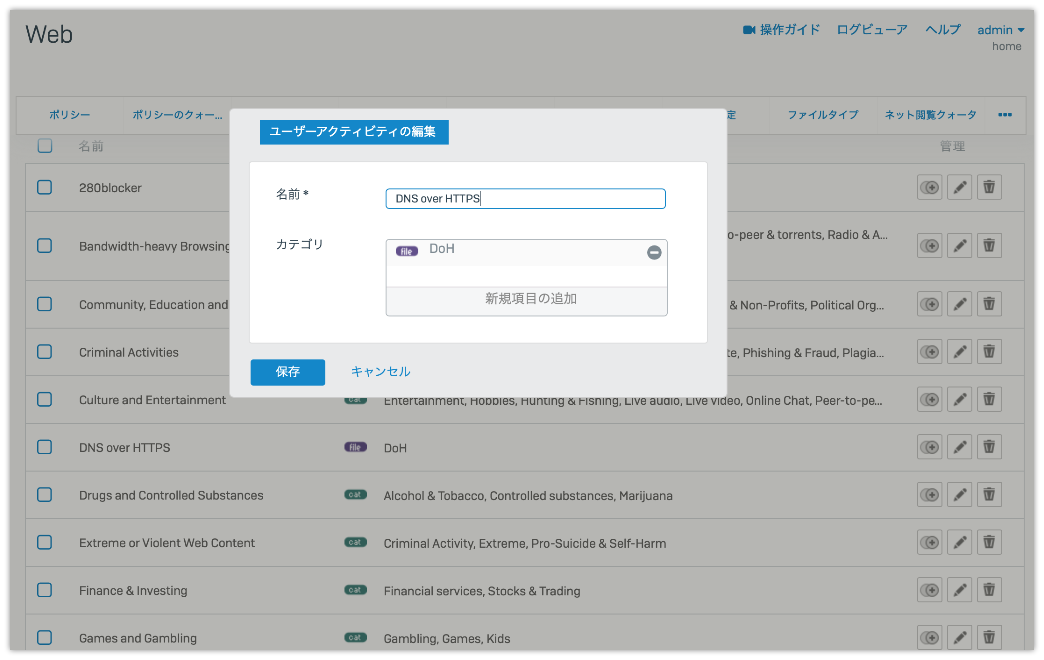 Web
操作ガイド ログビューア ヘルプ admin
home
ポリシー ポリシーのクォー... 定 ファイルタイプ ネット閲覧クォータ •••
ユーザーアクティビティの編集
名前 管理
名前 * DNS over HTTPS
280blocker
カテゴリ file DoH
Bandwidth-heavy Browsing o-peer & torrents, Radio & A...
新規項目の追加
Community, Education and & Non-Profits, Political Org...
Criminal Activities te, Phishing & Fraud, Plagia...
保存 キャンセル
Culture and Entertainment cat Entertainment, Hobbies, Hunting & Fishing, Live audio, Live video, Online Chat, Peer-to-pe...
DNS over HTTPS file DoH
Drugs and Controlled Substances cat Alcohol & Tobacco, Controlled substances, Marijuana
Extreme or Violent Web Content cat Criminal Activity, Extreme, Pro-Suicide & Self-Harm
Finance & Investing cat Financial services, Stocks & Trading
Games and Gambling cat Gambling, Games, Kids